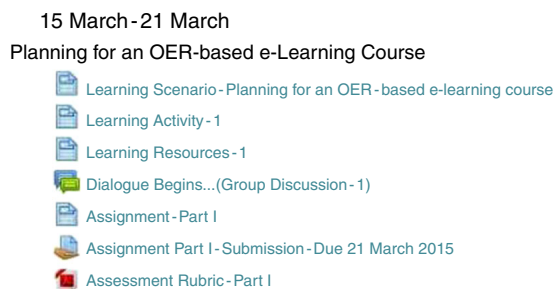 15 March-21 March
Planning for an OER-based e-Learning Course
Learning Scenario-Planning for an OER-based e-learning course
Learning Activity-1
Learning Resources-1
Dialogue Begins...(Group Discussion-1)
Assignment-Part I
Assignment Part I-Submission-Due 21 March 2015
Assessment Rubric-Part I